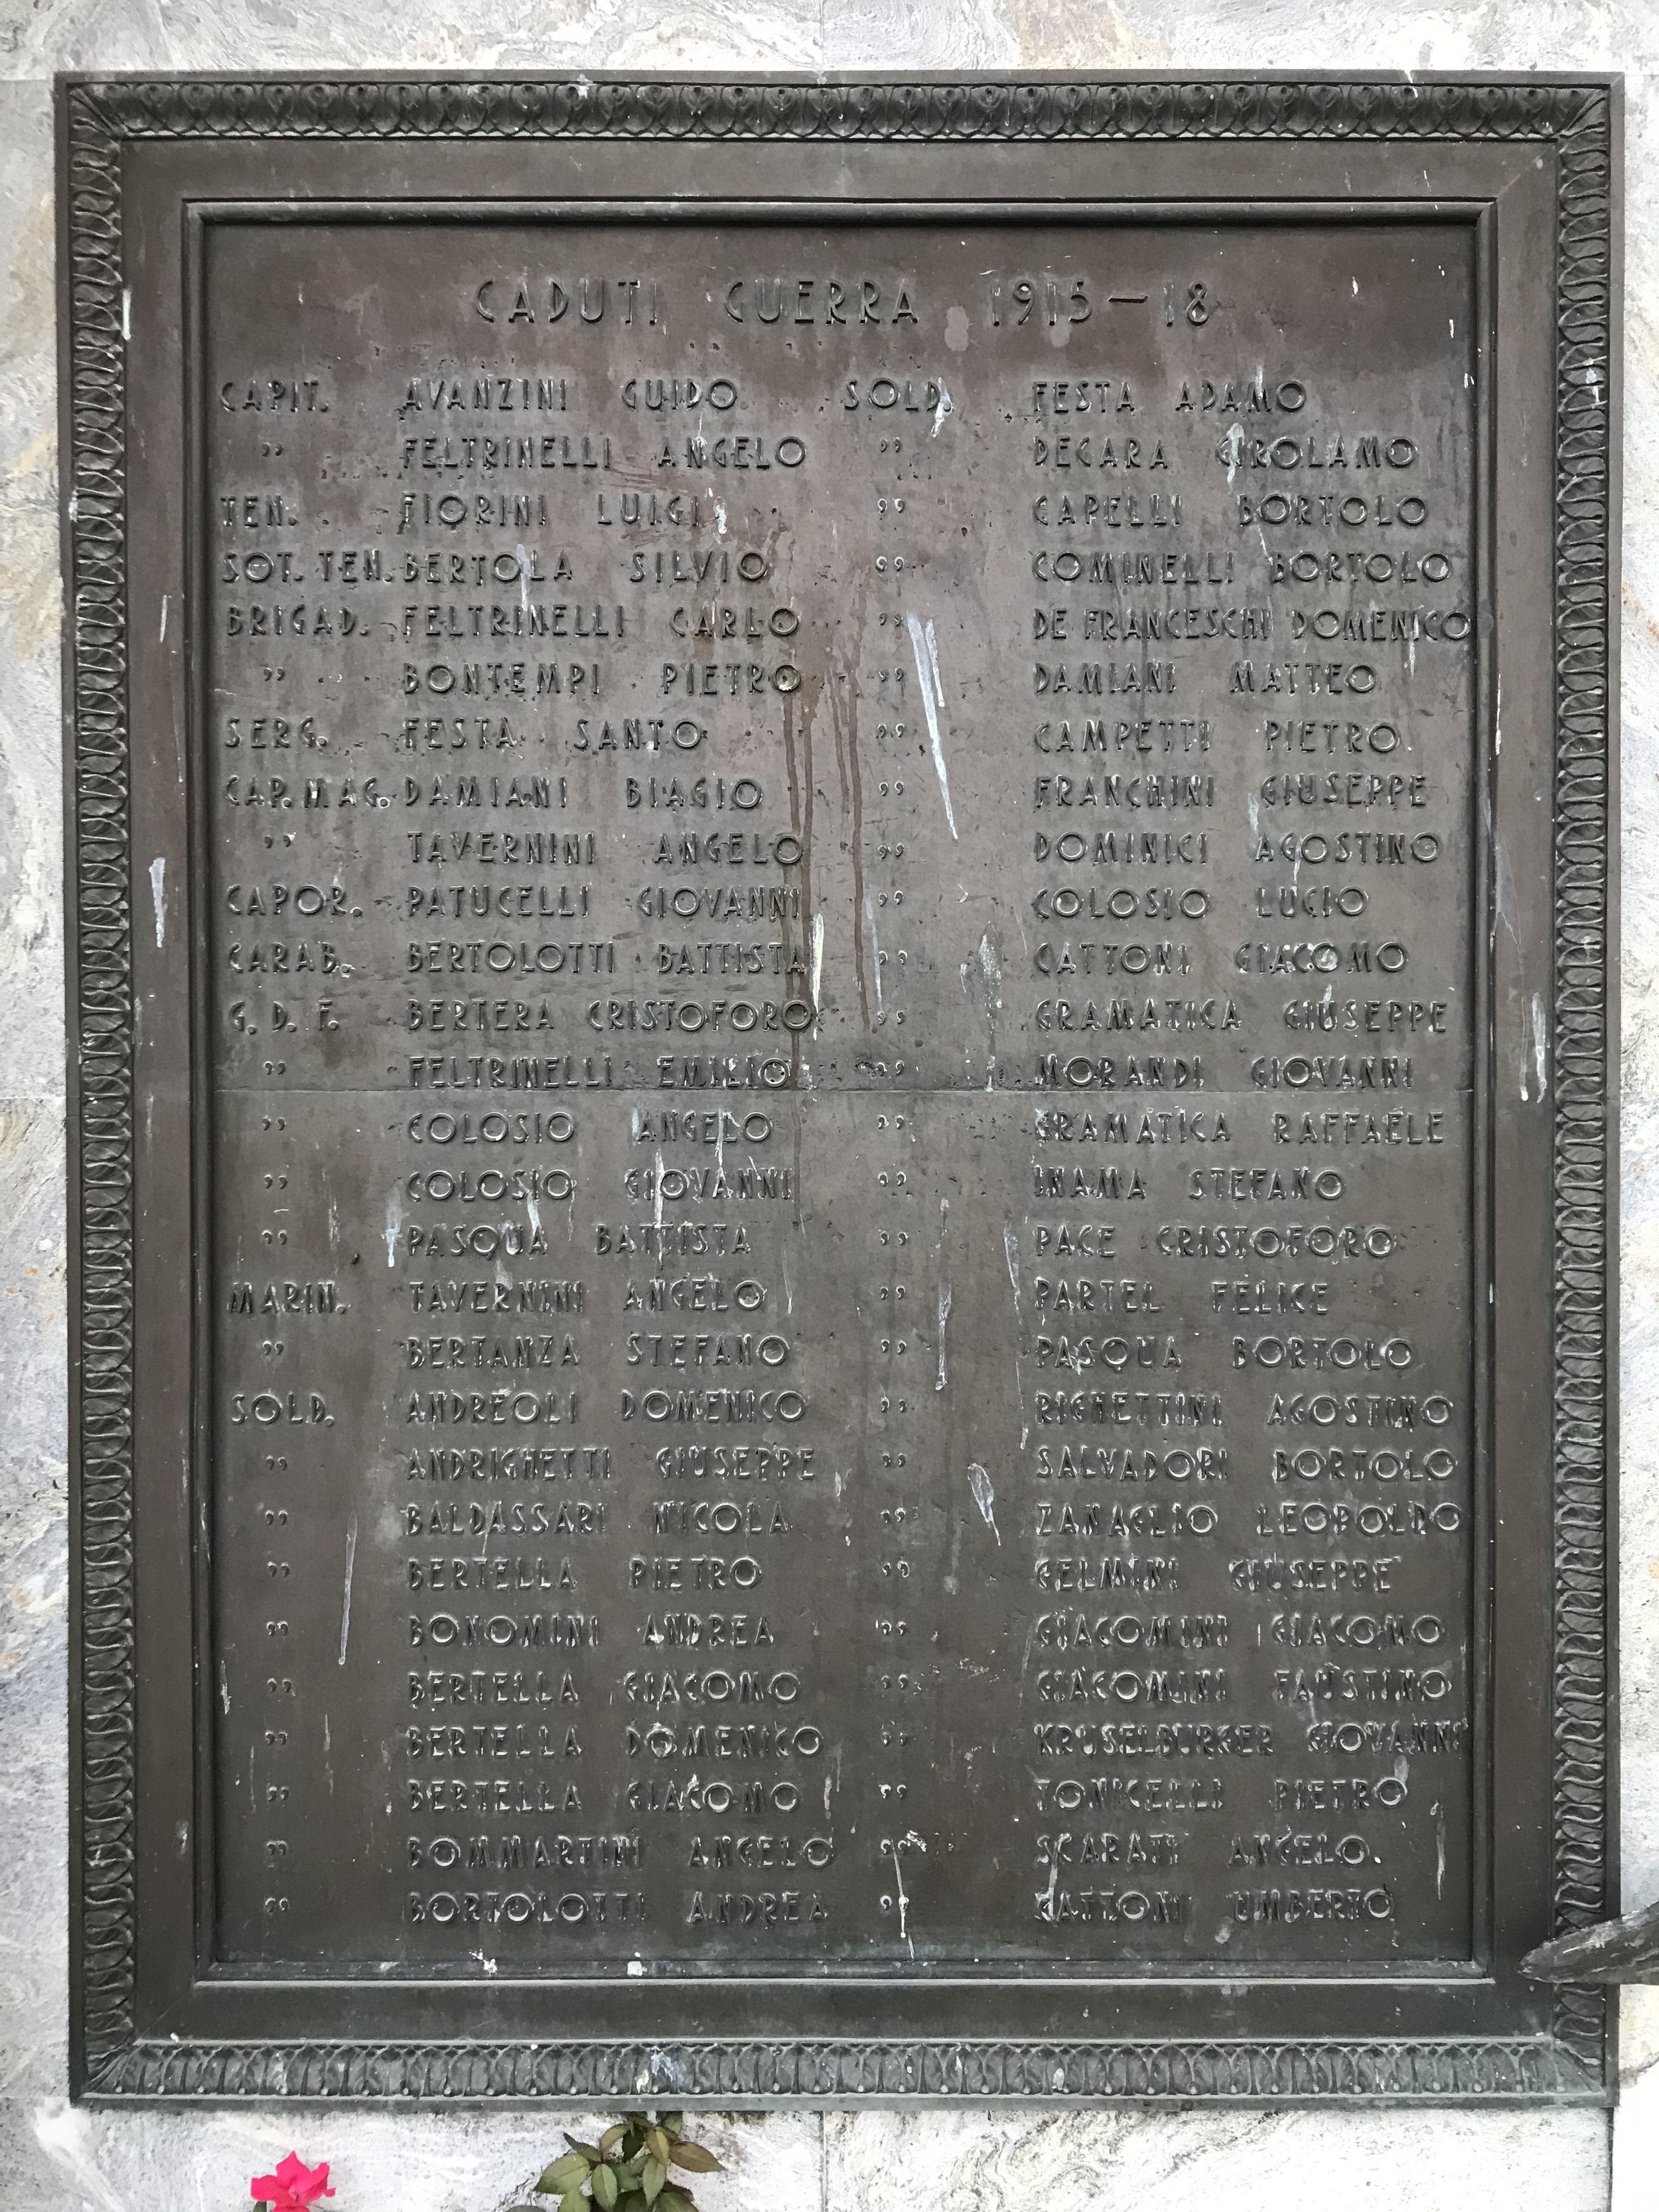 CADUTI GUERRA 1915-18
CAPIT. AVANZINI GUIDO SOLD. FESTA ADAMO
" FELTRINELLI ANGELO " DECARA GIROLAMO
TEN. FIORINI LUIGI " CAPELLI BORTOLO
SOT. TEN. BERTOLA SILVIO " COMINELLI BORTOLO
BRIGAD. FELTRINELLI CARLO " DE FRANCESCHI DOMENICO
" BONTEMPI PIETRO " DAMIANI MATTEO
SERG. FESTA SANTO " CAMPETTI PIETRO
CAP. MAG. DAMIANI BIAGIO " FRANCHINI GIUSEPPE
" TAVERNINI ANGELO " DOMINICI AGOSTINO
CAPOR. PATUCELLI GIOVANNI " COLOSIO LUCIO
CARAB. BERTOLOTTI BATTISTA " CATTONI GIACOMO
G. D. F. BERTERA CRISTOFORO " GRAMATICA GIUSEPPE
" FELTRINELLI EMILIO " MORANDI GIOVANNI
" COLOSIO ANGELO " GRAMATICA RAFFAELE
" COLOSIO GIOVANNI " INAMA STEFANO
" PASQUA BATTISTA " PACE CRISTOFORO
MARIN. TAVERNINI ANGELO " PARTEL FELICE
" BERTANZA STEFANO " PASQUA BORTOLO
SOLD. ANDREOLI DOMENICO " RIGHETTINI AGOSTINO
" ANDRIGHETTI GIUSEPPE " SALVADORI BORTOLO
" BALDASSARI NICOLA " ZANAGLIO LEOPOLDO
" BERTELLA PIETRO " GELMINI GIUSEPPE
" BONOMINI ANDREA " GIACOMINI GIACOMO
" BERTELLA GIACOMO " GIACOMINI FAUSTINO
" BERTELLA DOMENICO " KRUSELBURGER GIOVANNI
" BERTELLA GIACOMO " TONICELLI PIETRO
" BOMMARTINI ANGELO " SCARATI ANGELO.
" BORTOLOTTI ANDREA " CATTONI UMBERTO